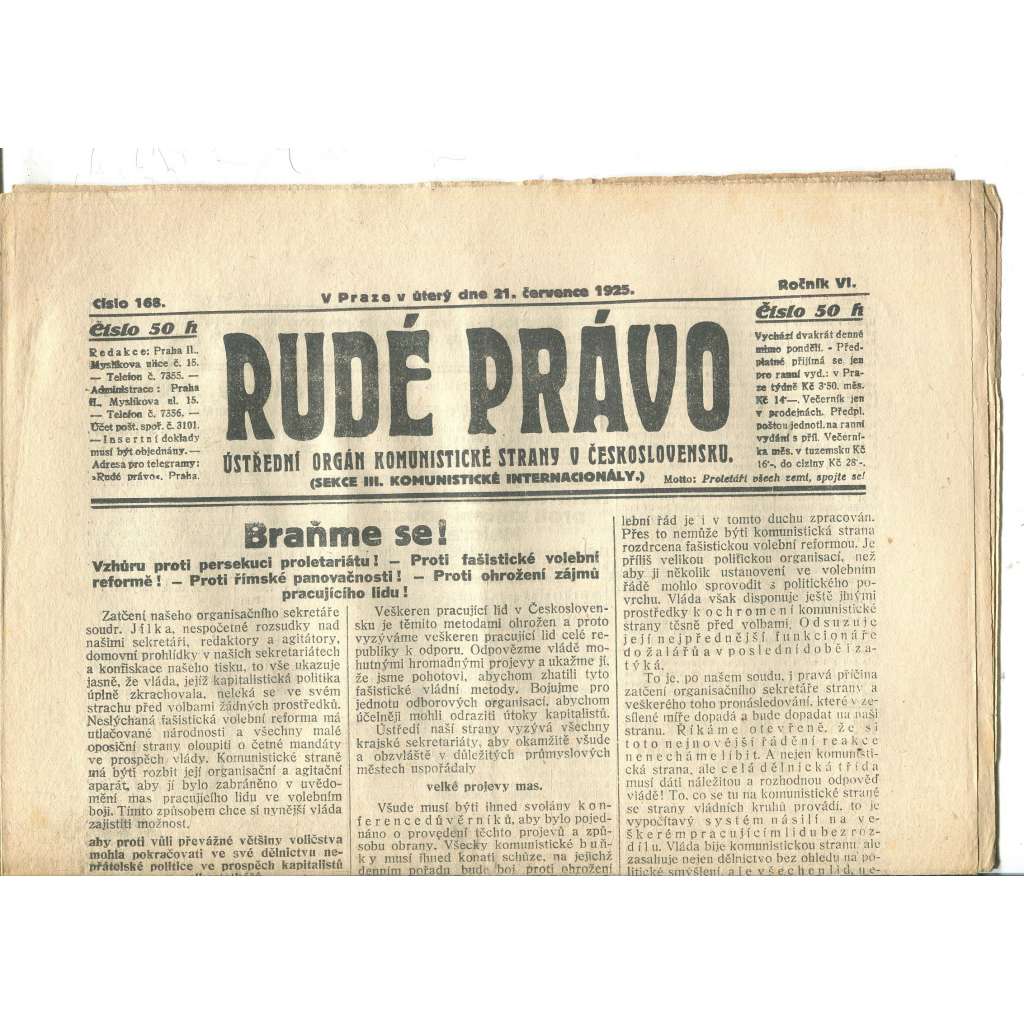 Číslo 168.
V Praze v úterý dne 21. července 1925.
Ročník VI.
Číslo 50 h
Redakce: Praha II.,
Myslíkova ulice č. 15.
— Telefon č. 7355. —
Administrace: Praha
II., Myslíkova ul. 15.
— Telefon č. 7356. —
Účet pošt. spoř. č. 3101.
— Insertní doklady
musí být objednány. —
Adresa pro telegramy:
»Rudé právo«, Praha.
RUDÉ PRÁVO
ÚSTŘEDNÍ ORGÁN KOMUNISTICKÉ STRANY V ČESKOSLOVENSKU.
(SEKCE III. KOMUNISTICKÉ INTERNACIONÁLY.)
Motto: Proletáři všech zemí, spojte se!
Číslo 50 h
Vychází dvakrát denně
mimo pondělí. - Před-
platné přijímá se jen
pro ranní vyd.: v Pra-
ze týdně Kč 3·50, měs.
Kč 14·—. Večerník jen
v prodejnách. Předpl.
poštou jednotl. na ranní
vydání s příl. Večerní-
ka měs. v tuzemsku Kč
16·-, do ciziny Kč 28·-.
Braňme se!
Vzhůru proti persekuci proletariátu! — Proti fašistické volební
reformě! — Proti římské panovačnosti! — Proti ohrožení zájmů
pracujícího lidu!
Zatčení našeho organisačního sekretáře
soudr. Jílka, nespočetné rozsudky nad
našimi sekretáři, redaktory a agitátory,
domovní prohlídky v našich sekretariátech
a konfiskace našeho tisku, to vše ukazuje
jasně, že vláda, jejíž kapitalistická politika
úplně zkrachovala, neleká se ve svém
strachu před volbami žádných prostředků.
Neslýchaná fašistická volební reforma má
utlačované národnosti a všechny malé
oposiční strany oloupiti o četné mandáty
ve prospěch vlády. Komunistické straně
má býti rozbit její organisační a agitační
aparát, aby jí bylo zabráněno v uvědo-
mění mas pracujícího lidu ve volebním
boji. Tímto způsobem chce si nynější vláda
zajistiti možnost,
aby proti vůli převážné většiny voličstva
mohla pokračovati ve své dělnictvu ne-
přátelské politice ve prospěch kapitalistů
Veškeren pracující lid v Českosloven-
sku je těmito metodami ohrožen a proto
vyzýváme veškeren pracující lid celé re-
publiky k odporu. Odpovězme vládě mo-
hutnými hromadnými projevy a ukažme jí,
že jsme pohotovi, abychom zhatili tyto
fašistické vládní metody. Bojujme pro
jednotu odborových organisací, abychom
účelněji mohli odraziti útoky kapitalistů.
Ústředí naší strany vyzývá všechny
krajské sekretariáty, aby okamžitě všude
a obzvláště v důležitých průmyslových
městech uspořádaly
velké projevy mas.
Všude musí býti ihned svolány kon-
ference důvěrníků, aby bylo pojed-
náno o provedení těchto projevů a způ-
sobu obrany. Všecky komunistické buň-
ky musí ihned konati schůze, na jejichž
denním pořadu bude boj proti ohrožení
lební řád je i v tomto duchu zpracován.
Přes to nemůže býti komunistická strana
rozdrcena fašistickou volební reformou. Je
příliš velikou politickou organisací, než
aby ji několik ustanovení ve volebním
řádě mohlo sprovodit s politického po-
vrchu. Vláda však disponuje ještě jinými
prostředky k ochromení komunistické
strany těsně před volbami. Odsuzuje
její nejpřednější funkcionáře
do žalářů a v poslední době i za-
týká.
To je, po našem soudu, i pravá příčina
zatčení organisačního sekretáře strany a
veškerého toho pronásledování, které v ze-
sílené míře dopadá a bude dopadat na naši
stranu. Říkáme otevřeně, že si
toto nejnovější řádění reakce
nenecháme líbit. A nejen komunisti-
cká strana, ale celá dělnická třída
musí dáti náležitou a rozhodnou odpověď
vládě! To, co se tu na komunistické straně
se strany vládních kruhů provádí, to je
vypočítavý systém násilí na ve-
škerém pracujícím lidu bez roz-
dílu. Vláda bije komunistickou stranu, ale
zasahuje nejen dělnictvo bez ohledu na po-
litické smýšlení, ale všechen lid, ne-